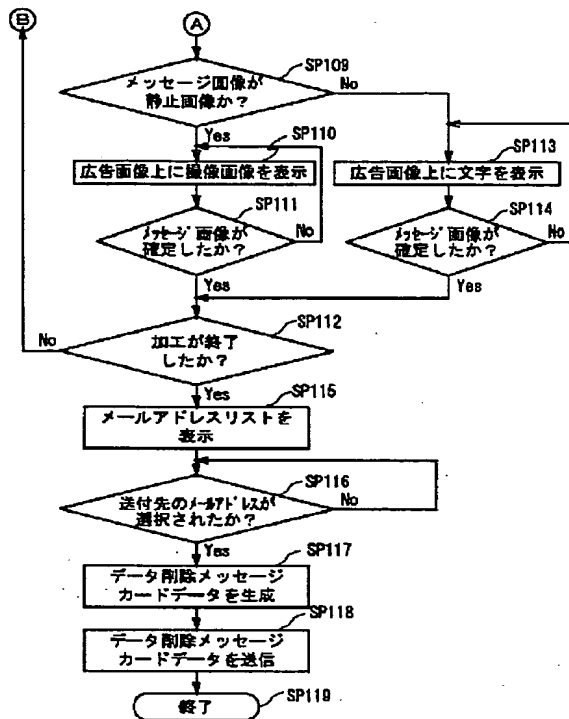 B
A
SP109
メッセージ画像が
静止画像か？
No
Yes
SP110
広告画像上に撮像画像を表示
SP113
広告画像上に文字を表示
SP111
メッセージ画像が
確定したか？
No
SP114
メッセージ画像が
確定したか？
No
Yes
Yes
SP112
加工が終了
したか？
No
Yes
SP115
メールアドレスリストを
表示
SP116
送付先のメールアドレスが
選択されたか？
No
Yes
SP117
データ削除メッセージ
カードデータを生成
SP118
データ削除メッセージ
カードデータを送信
SP119
終了